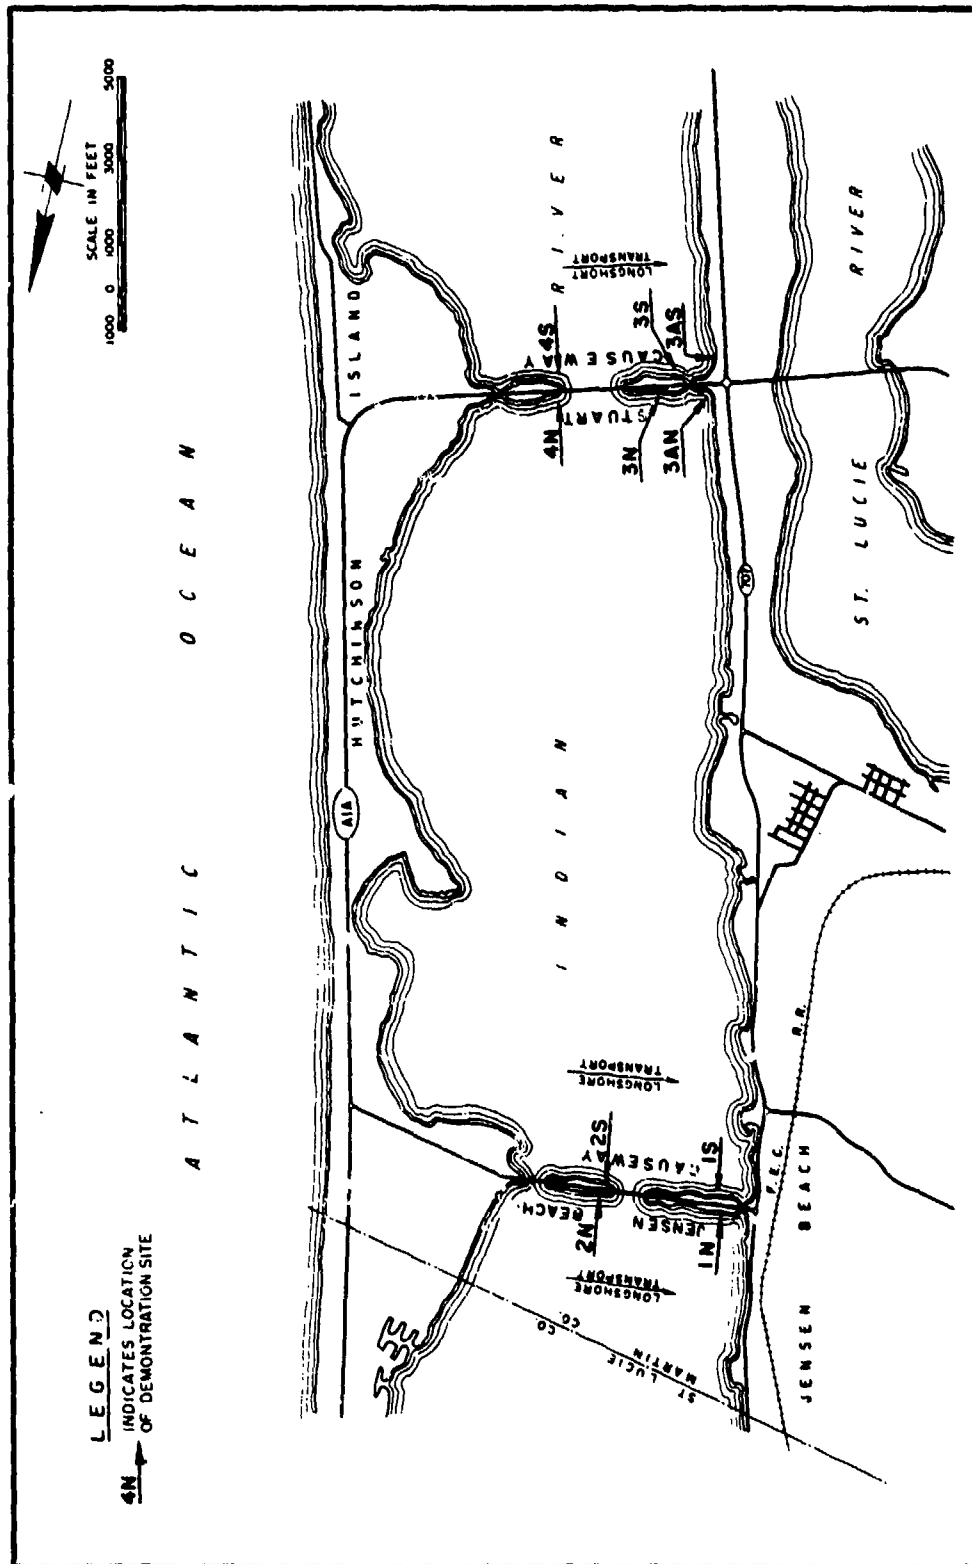 LEGEND
4N INDICATES LOCATION
OF DEMONTRATION SITE
SCALE IN FEET
1000 0 1000 3000 5000
ATLANTIC OCEAN
HUTCHINSON ISLAND
A1A
INDIAN RIVER
ST LUCIE CO.
MARTIN CO.
JENSEN BEACH
CAUSEWAY
1N
1S
2N
2S
LONGSHORE
TRANSPORT
LONGSHORE
TRANSPORT
STUART
CAUSEWAY
4N
4S
3N
3S
3AN
3AS
LONGSHORT
TRANSPORT
707
ST. LUCIE RIVER
JENSEN BEACH
F.E.C. R.R.